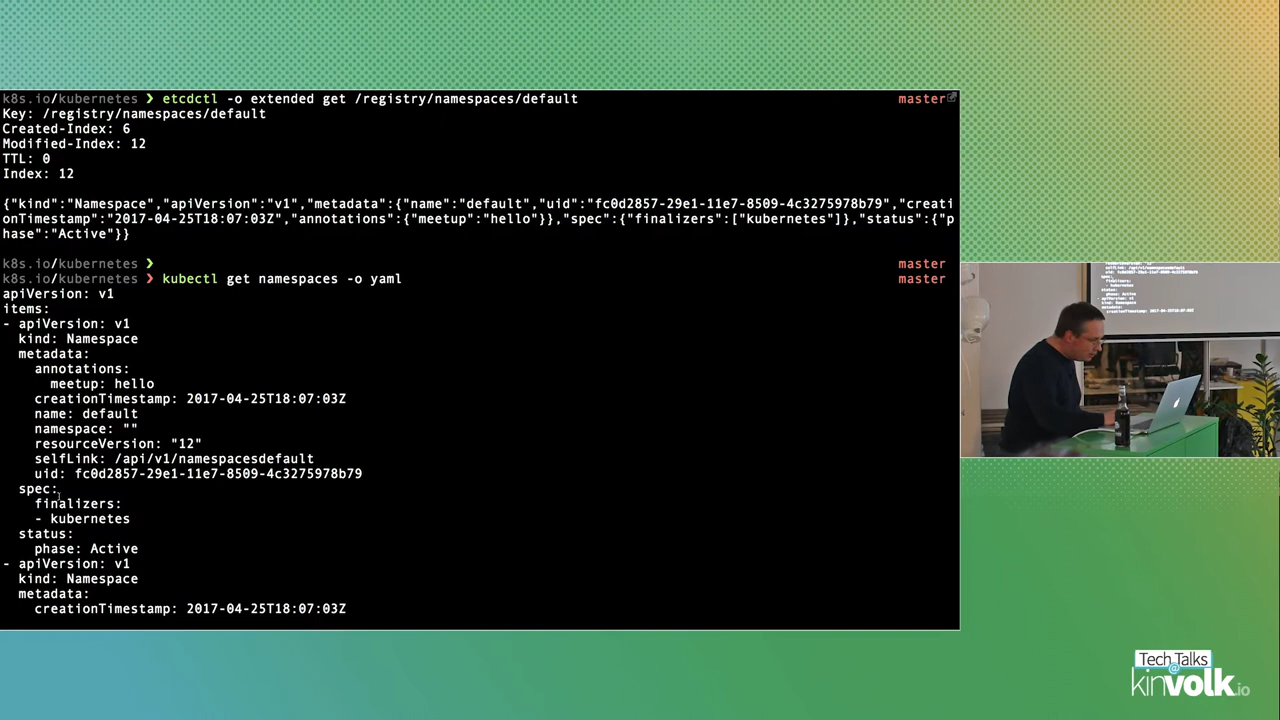 k8s.io/kubernetes ❯ etcdctl -o extended get /registry/namespaces/default master
Key: /registry/namespaces/default
Created-Index: 6
Modified-Index: 12
TTL: 0
Index: 12
{"kind":"Namespace","apiVersion":"v1","metadata":{"name":"default","uid":"fc0d2857-29e1-11e7-8509-4c3275978b79","creati
onTimestamp":"2017-04-25T18:07:03Z","annotations":{"meetup":"hello"}},"spec":{"finalizers":["kubernetes"]},"status":{"p
hase":"Active"}}
k8s.io/kubernetes ❯ master
k8s.io/kubernetes ❯ kubectl get namespaces -o yaml master
apiVersion: v1
items:
- apiVersion: v1
  kind: Namespace
  metadata:
    annotations:
      meetup: hello
    creationTimestamp: 2017-04-25T18:07:03Z
    name: default
    namespace: ""
    resourceVersion: "12"
    selfLink: /api/v1/namespacesdefault
    uid: fc0d2857-29e1-11e7-8509-4c3275978b79
  spec:
    finalizers:
    - kubernetes
  status:
    phase: Active
- apiVersion: v1
  kind: Namespace
  metadata:
    creationTimestamp: 2017-04-25T18:07:03Z
Tech Talks
@
kinvolk.io